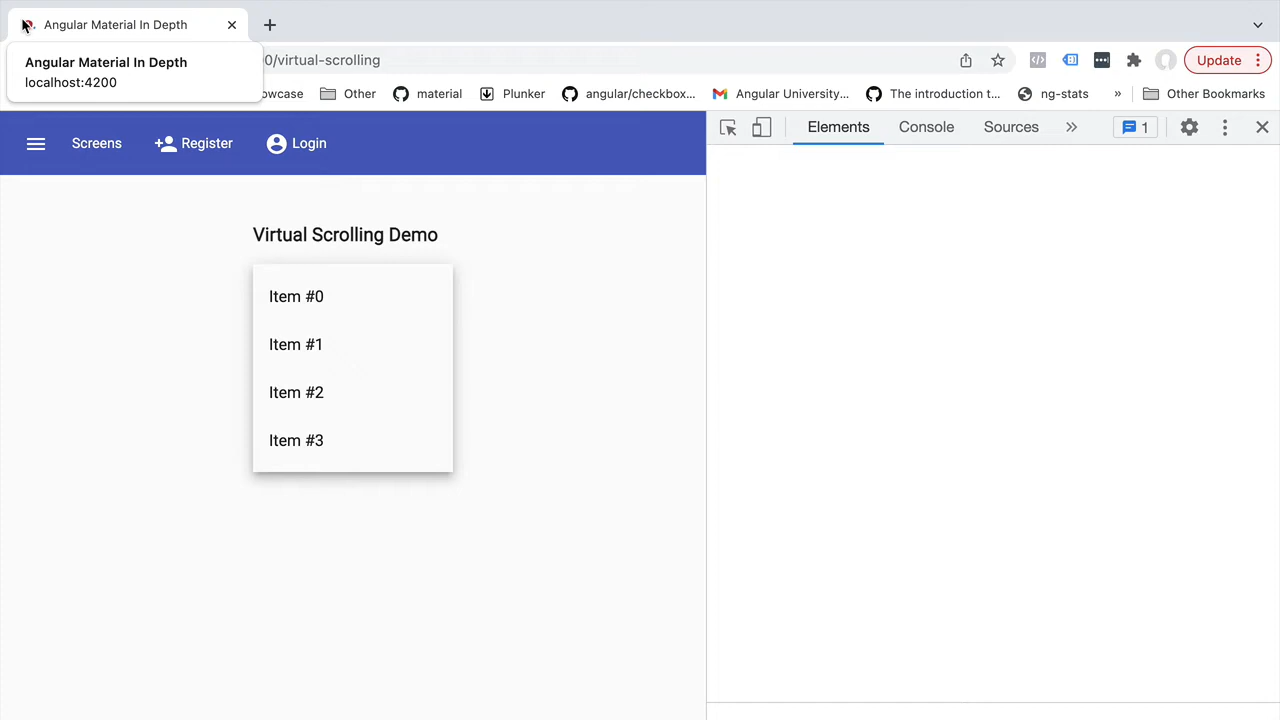 Angular Material In Depth
Angular Material In Depth
localhost:4200
0/virtual-scrolling
Update
owcase
Other
material
Plunker
angular/checkbox...
Angular University...
The introduction t...
ng-stats
»
Other Bookmarks
Screens
Register
Login
Elements
Console
Sources
»
1
Virtual Scrolling Demo
Item #0
Item #1
Item #2
Item #3